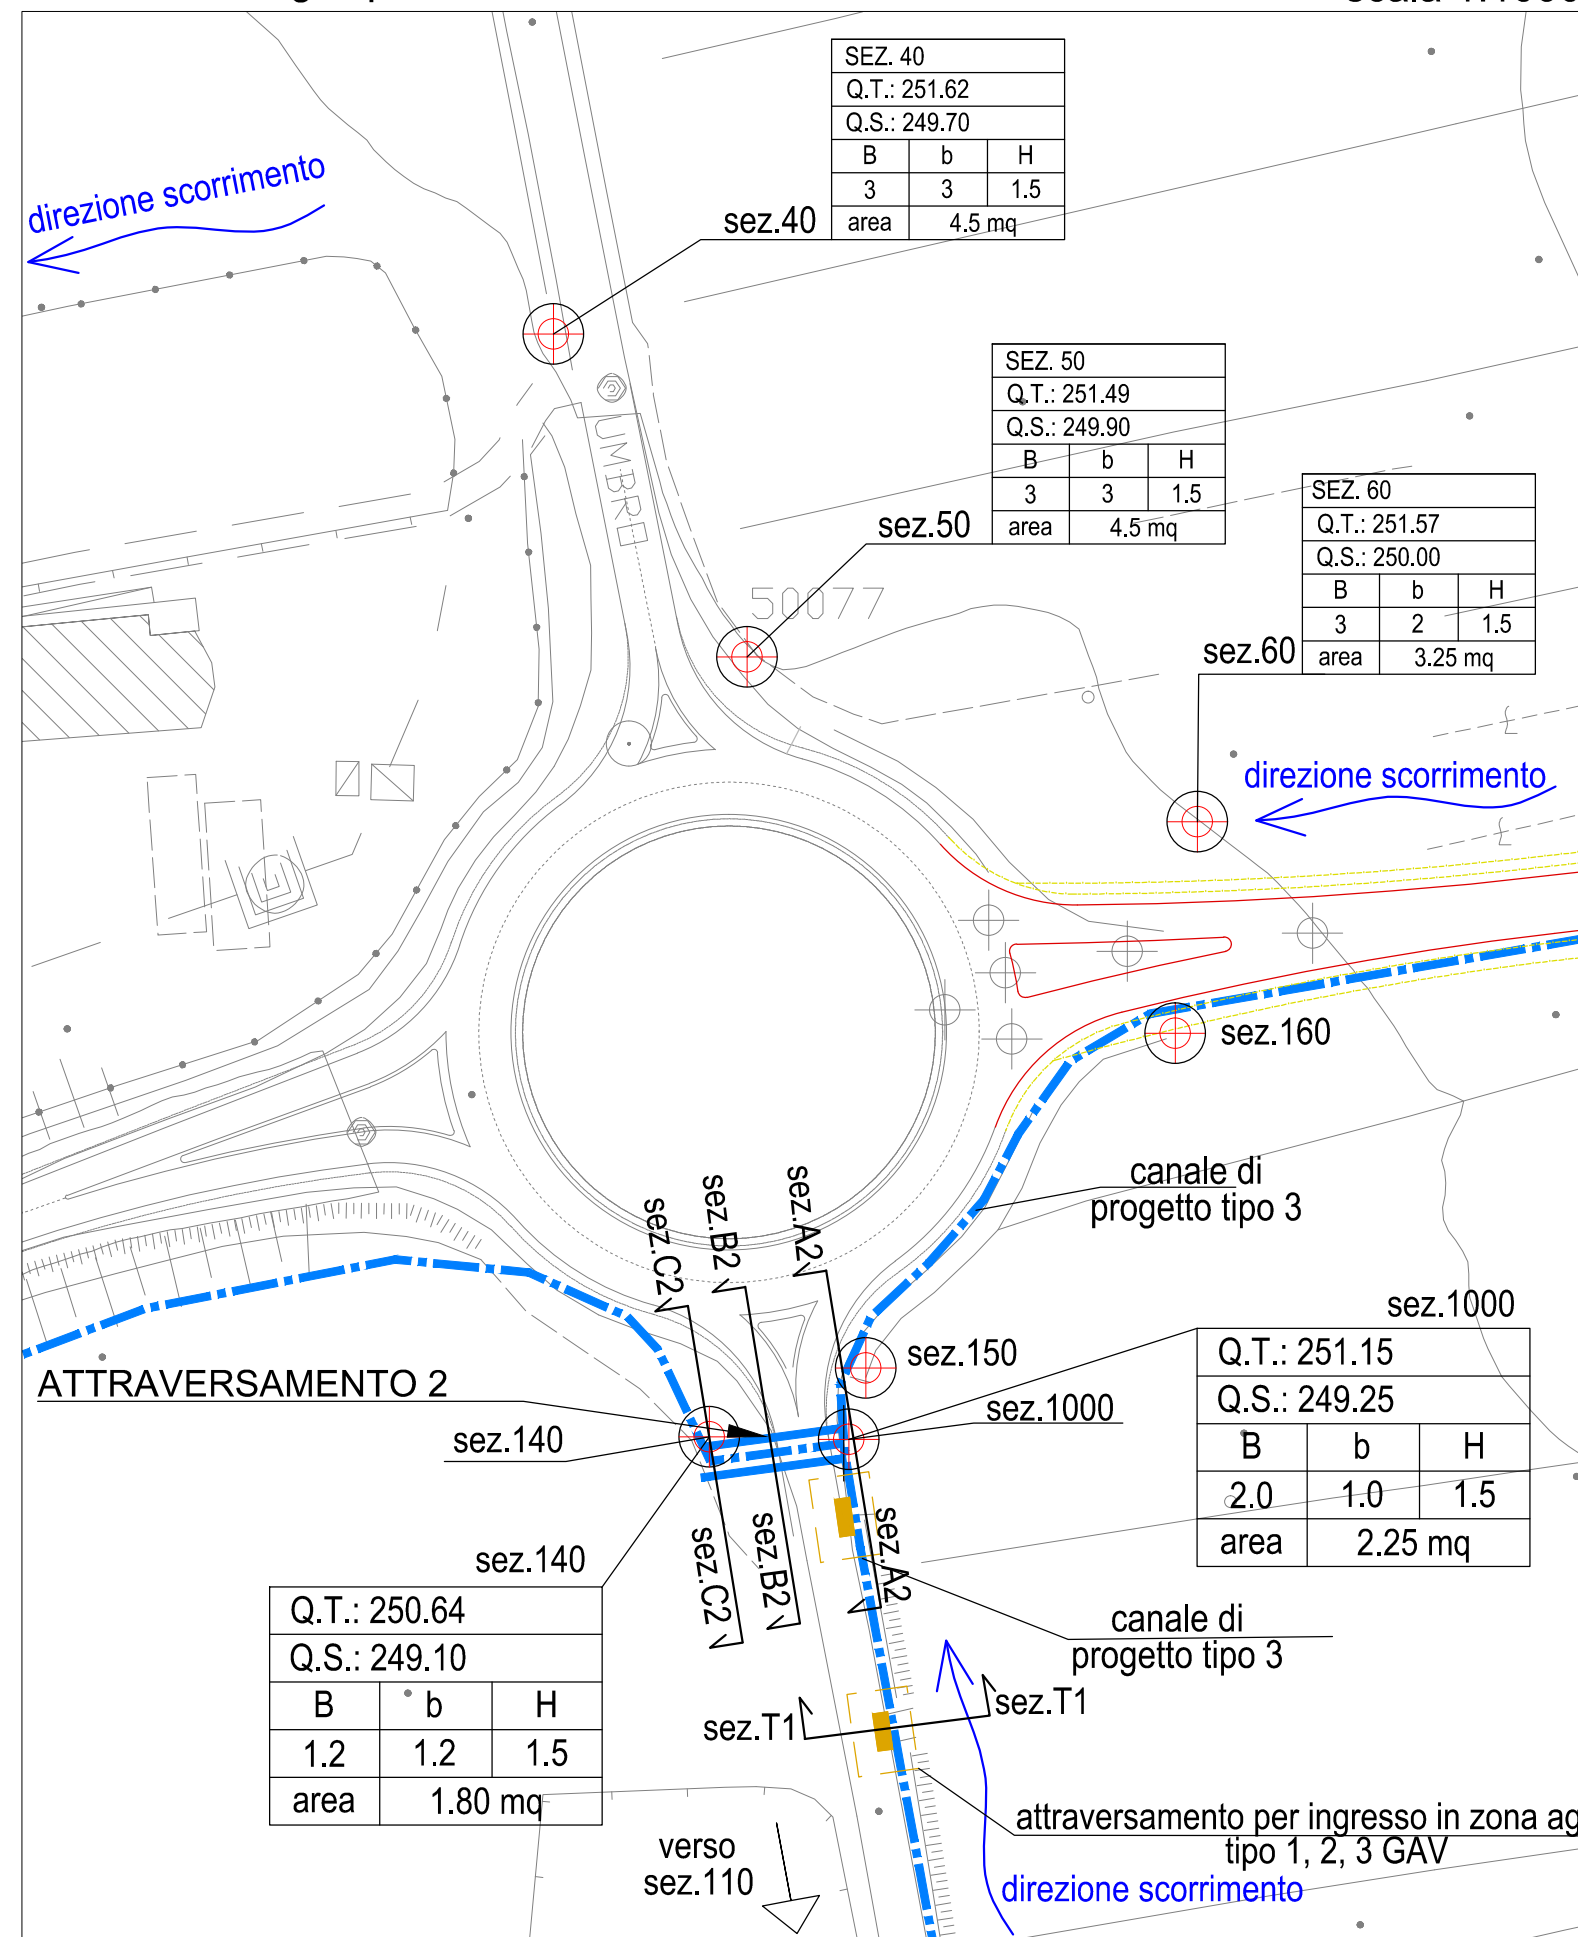 SEZ. 40
Q.T.: 251.62
Q.S.: 249.70
B b H
3 3 1.5
area 4.5 mq
direzione scorrimento
sez.40
SEZ. 50
Q.T.: 251.49
Q.S.: 249.90
B b H
3 3 1.5
area 4.5 mq
sez.50
SEZ. 60
Q.T.: 251.57
Q.S.: 250.00
B b H
3 2 1.5
area 3.25 mq
sez.60
50077
direzione scorrimento
sez.160
canale di
progetto tipo 3
sez.A2
sez.B2
sez.C2
sez.1000
Q.T.: 251.15
Q.S.: 249.25
B b H
2.0 1.0 1.5
area 2.25 mq
sez.150
sez.1000
ATTRAVERSAMENTO 2
sez.140
sez.140
Q.T.: 250.64
Q.S.: 249.10
B b H
1.2 1.2 1.5
area 1.80 mq
sez.C2
sez.B2
sez.A2
canale di
progetto tipo 3
sez.T1
sez.T1
attraversamento per ingresso in zona ag
tipo 1, 2, 3 GAV
verso
sez.110
direzione scorrimento